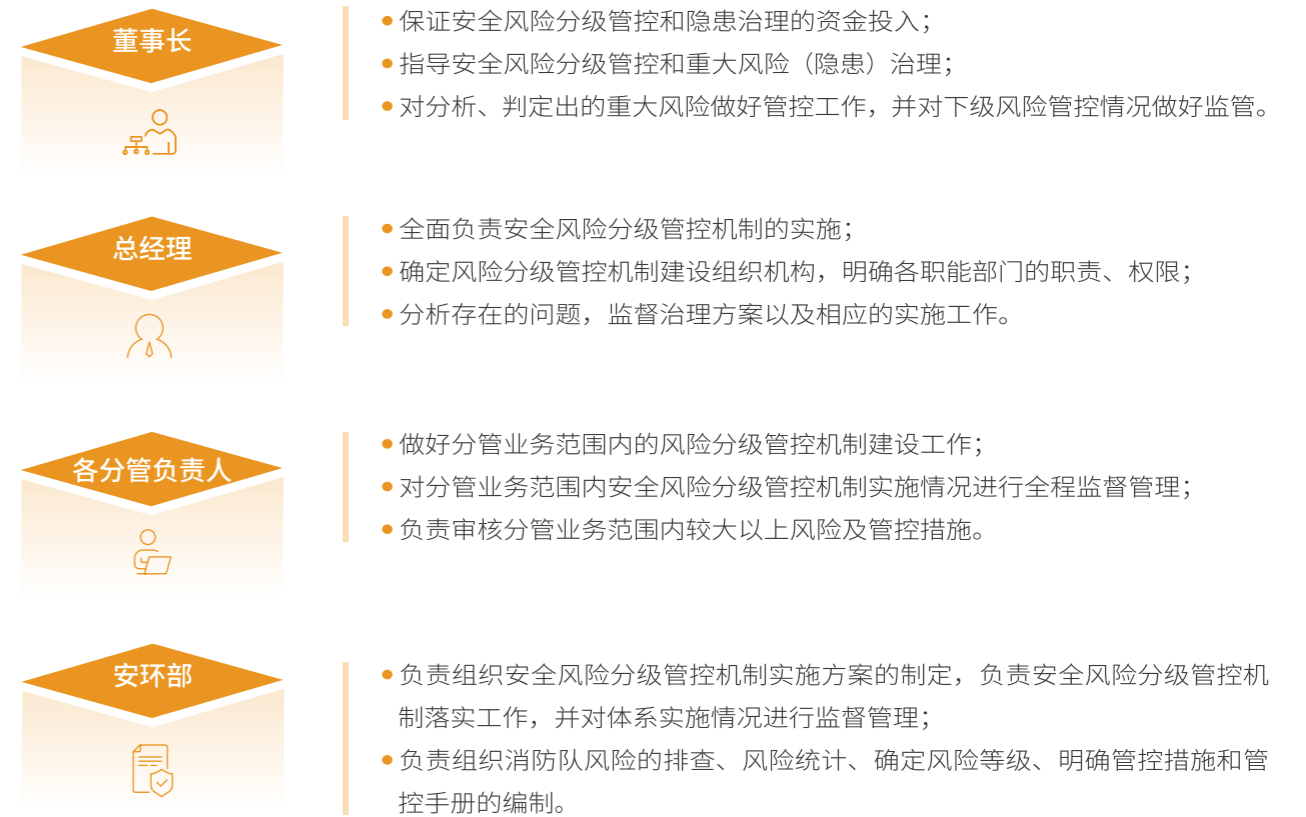 董事长
●保证安全风险分级管控和隐患治理的资金投入；
●指导安全风险分级管控和重大风险（隐患）治理；
●对分析、判定出的重大风险做好管控工作，并对下级风险管控情况做好监管。
总经理
●全面负责安全风险分级管控机制的实施；
●确定风险分级管控机制建设组织机构，明确各职能部门的职责、权限；
●分析存在的问题，监督治理方案以及相应的实施工作。
各分管负责人
●做好分管业务范围内的风险分级管控机制建设工作；
●对分管业务范围内安全风险分级管控机制实施情况进行全程监督管理；
●负责审核分管业务范围内较大以上风险及管控措施。
安环部
●负责组织安全风险分级管控机制实施方案的制定，负责安全风险分级管控机
制落实工作，并对体系实施情况进行监督管理；
●负责组织消防队风险的排查、风险统计、确定风险等级、明确管控措施和管
控手册的编制。